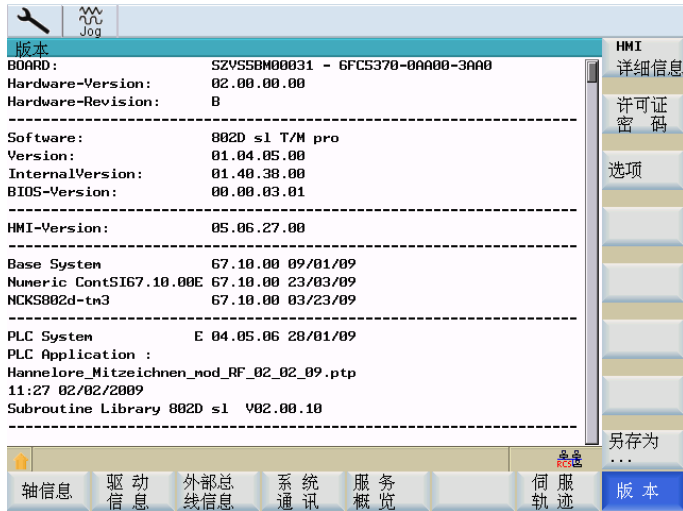 Jog
版本
BOARD: SZVS5BM00031 - 6FC5370-0AA00-3AA0
Hardware-Version: 02.00.00.00
Hardware-Revision: B
Software: 802D sl T/M pro
Version: 01.04.05.00
InternalVersion: 01.40.38.00
BIOS-Version: 00.00.03.01
HMI-Version: 05.06.27.00
Base System 67.10.00 09/01/09
Numeric ContSI67.10.00E 67.10.00 23/03/09
NCKS802d-tm3 67.10.00 03/23/09
PLC System E 04.05.06 28/01/09
PLC Application :
Hannelore_Mitzeichnen_mod_RF_02_02_09.ptp
11:27 02/02/2009
Subroutine Library 802D sl V02.00.10
HMI
详细信息
许可证
密 码
选项
另存为
...
版 本
RCS
轴信息
驱 动
信 息
外部总
线信息
系 统
通 讯
服 务
概 览
伺 服
轨 迹